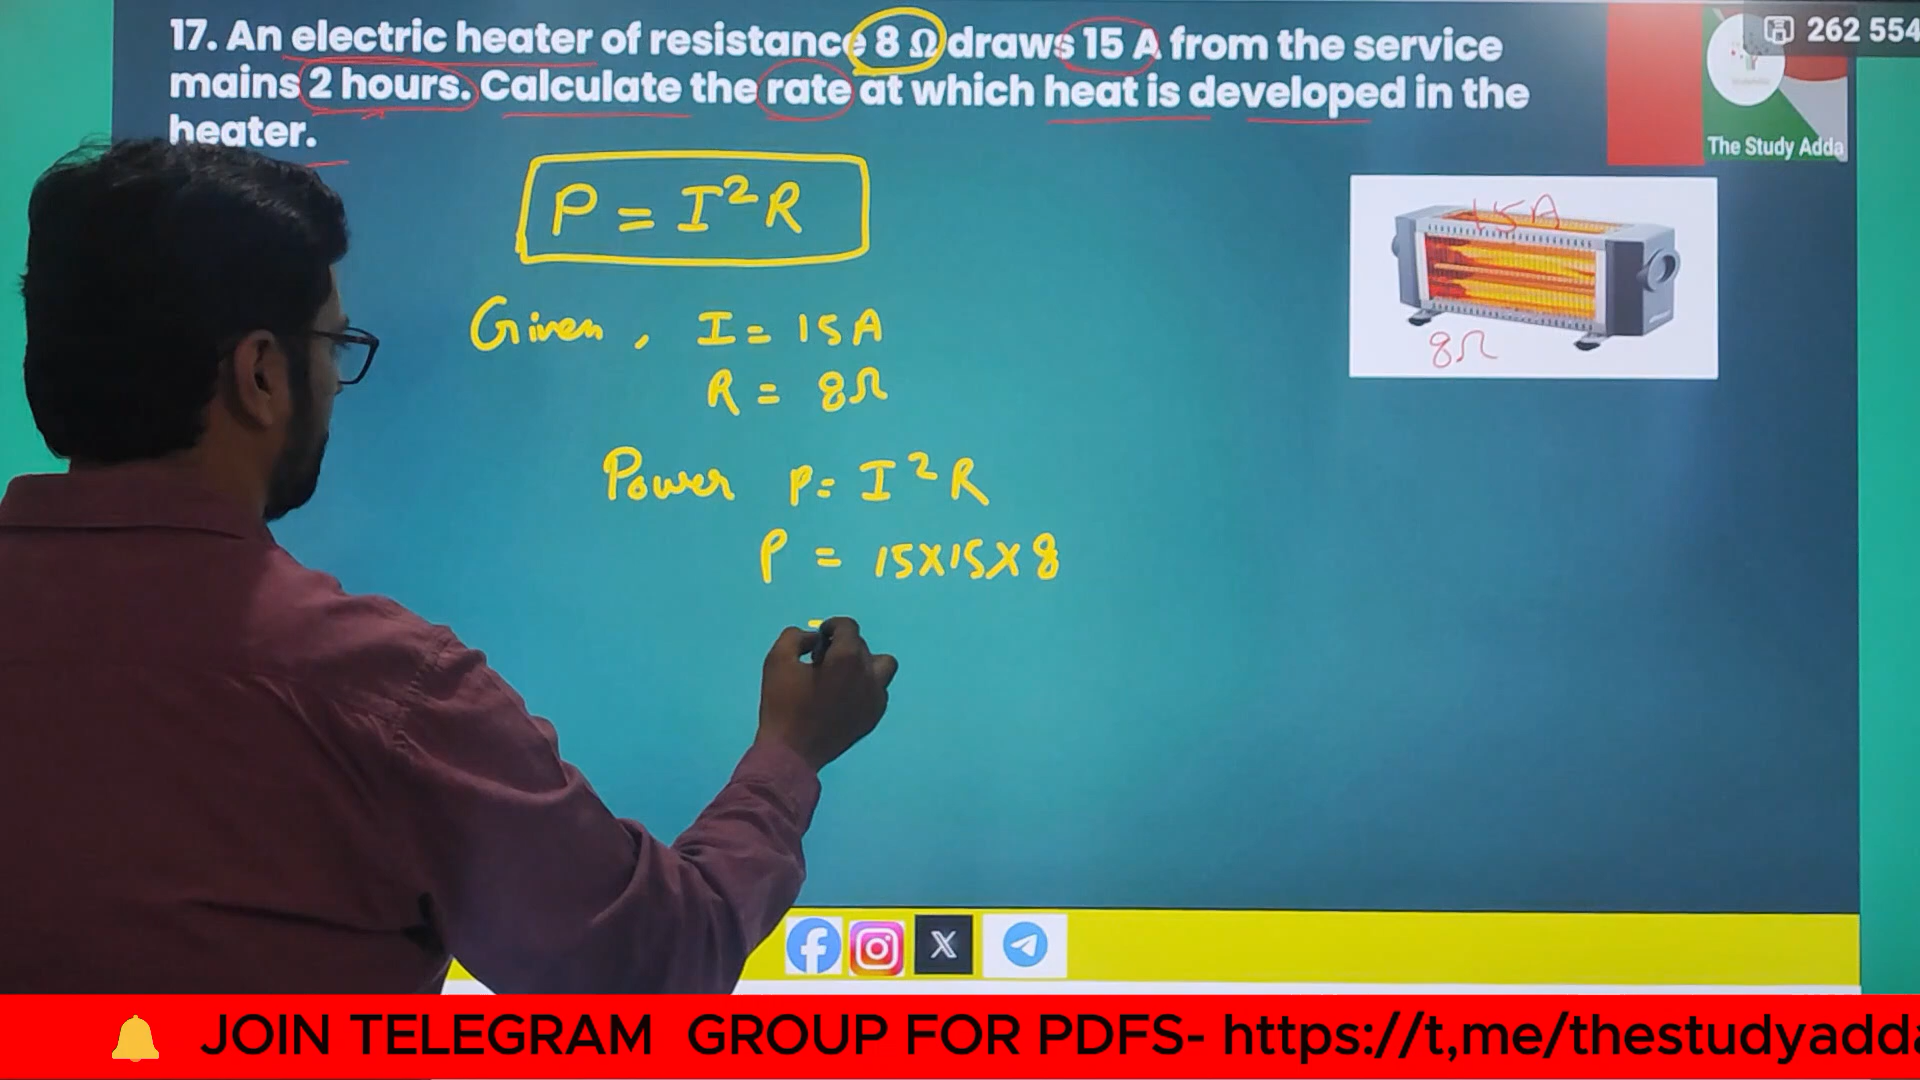 17. An electric heater of resistance 8 Ω draws 15 A from the service
mains 2 hours. Calculate the rate at which heat is developed in the
heater.
262 554
The Study Adda
P = I²R
15A
8Ω
Given, I = 15A
R = 8Ω
Power P = I²R
P = 15×15×8
=
JOIN TELEGRAM GROUP FOR PDFS- https://t,me/thestudyadda